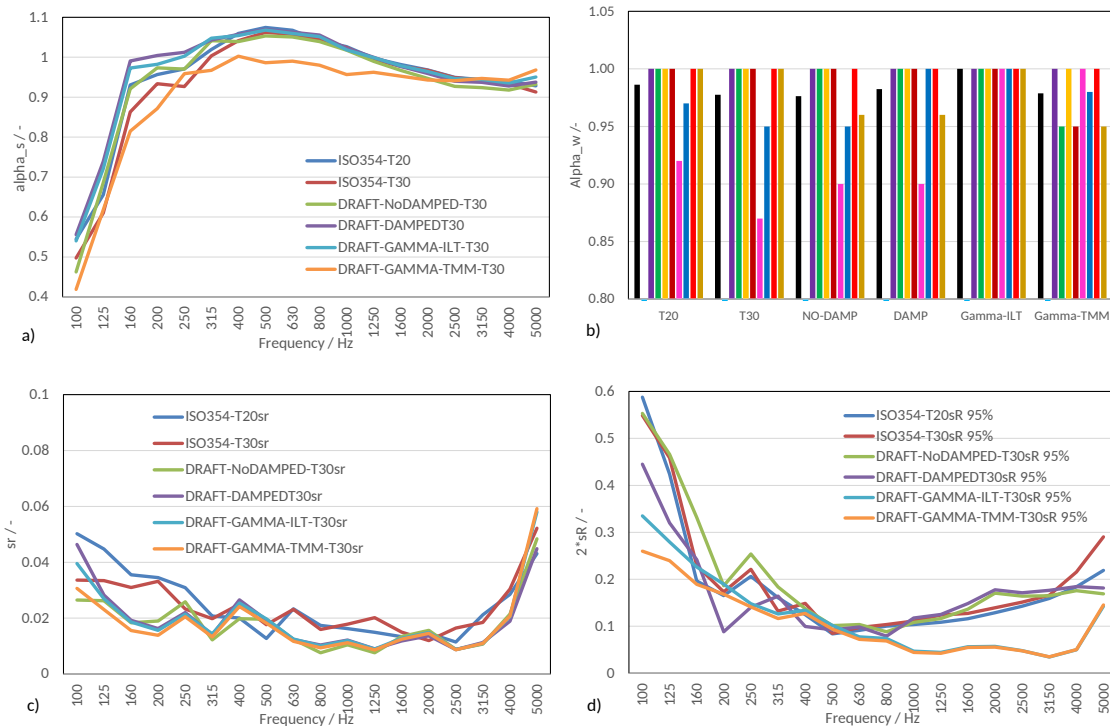 1.1
1
0.9
0.8
0.7
0.6
0.5
0.4
alpha_s / -
ISO354-T20
ISO354-T30
DRAFT-NoDAMPED-T30
DRAFT-DAMPEDT30
DRAFT-GAMMA-ILT-T30
DRAFT-GAMMA-TMM-T30
100 125 160 200 250 315 400 500 630 800 1000 1250 1600 2000 2500 3150 4000 5000
Frequency / Hz
a)
1.05
1.00
0.95
0.90
0.85
0.80
Alpha_w /-
T20 T30 NO-DAMP DAMP Gamma-ILT Gamma-TMM
b)
0.1
0.08
0.06
0.04
0.02
0
sr / -
ISO354-T20sr
ISO354-T30sr
DRAFT-NoDAMPED-T30sr
DRAFT-DAMPEDT30sr
DRAFT-GAMMA-ILT-T30sr
DRAFT-GAMMA-TMM-T30sr
100 125 160 200 250 315 400 500 630 800 1000 1250 1600 2000 2500 3150 4000 5000
Frequency / Hz
c)
0.6
0.5
0.4
0.3
0.2
0.1
0
2*sR / -
ISO354-T20sR 95%
ISO354-T30sR 95%
DRAFT-NoDAMPED-T30sR 95%
DRAFT-DAMPEDT30sR 95%
DRAFT-GAMMA-ILT-T30sR 95%
DRAFT-GAMMA-TMM-T30sR 95%
100 125 160 200 250 315 400 500 630 800 1000 1250 1600 2000 2500 3150 4000 5000
Frequency / Hz
d)